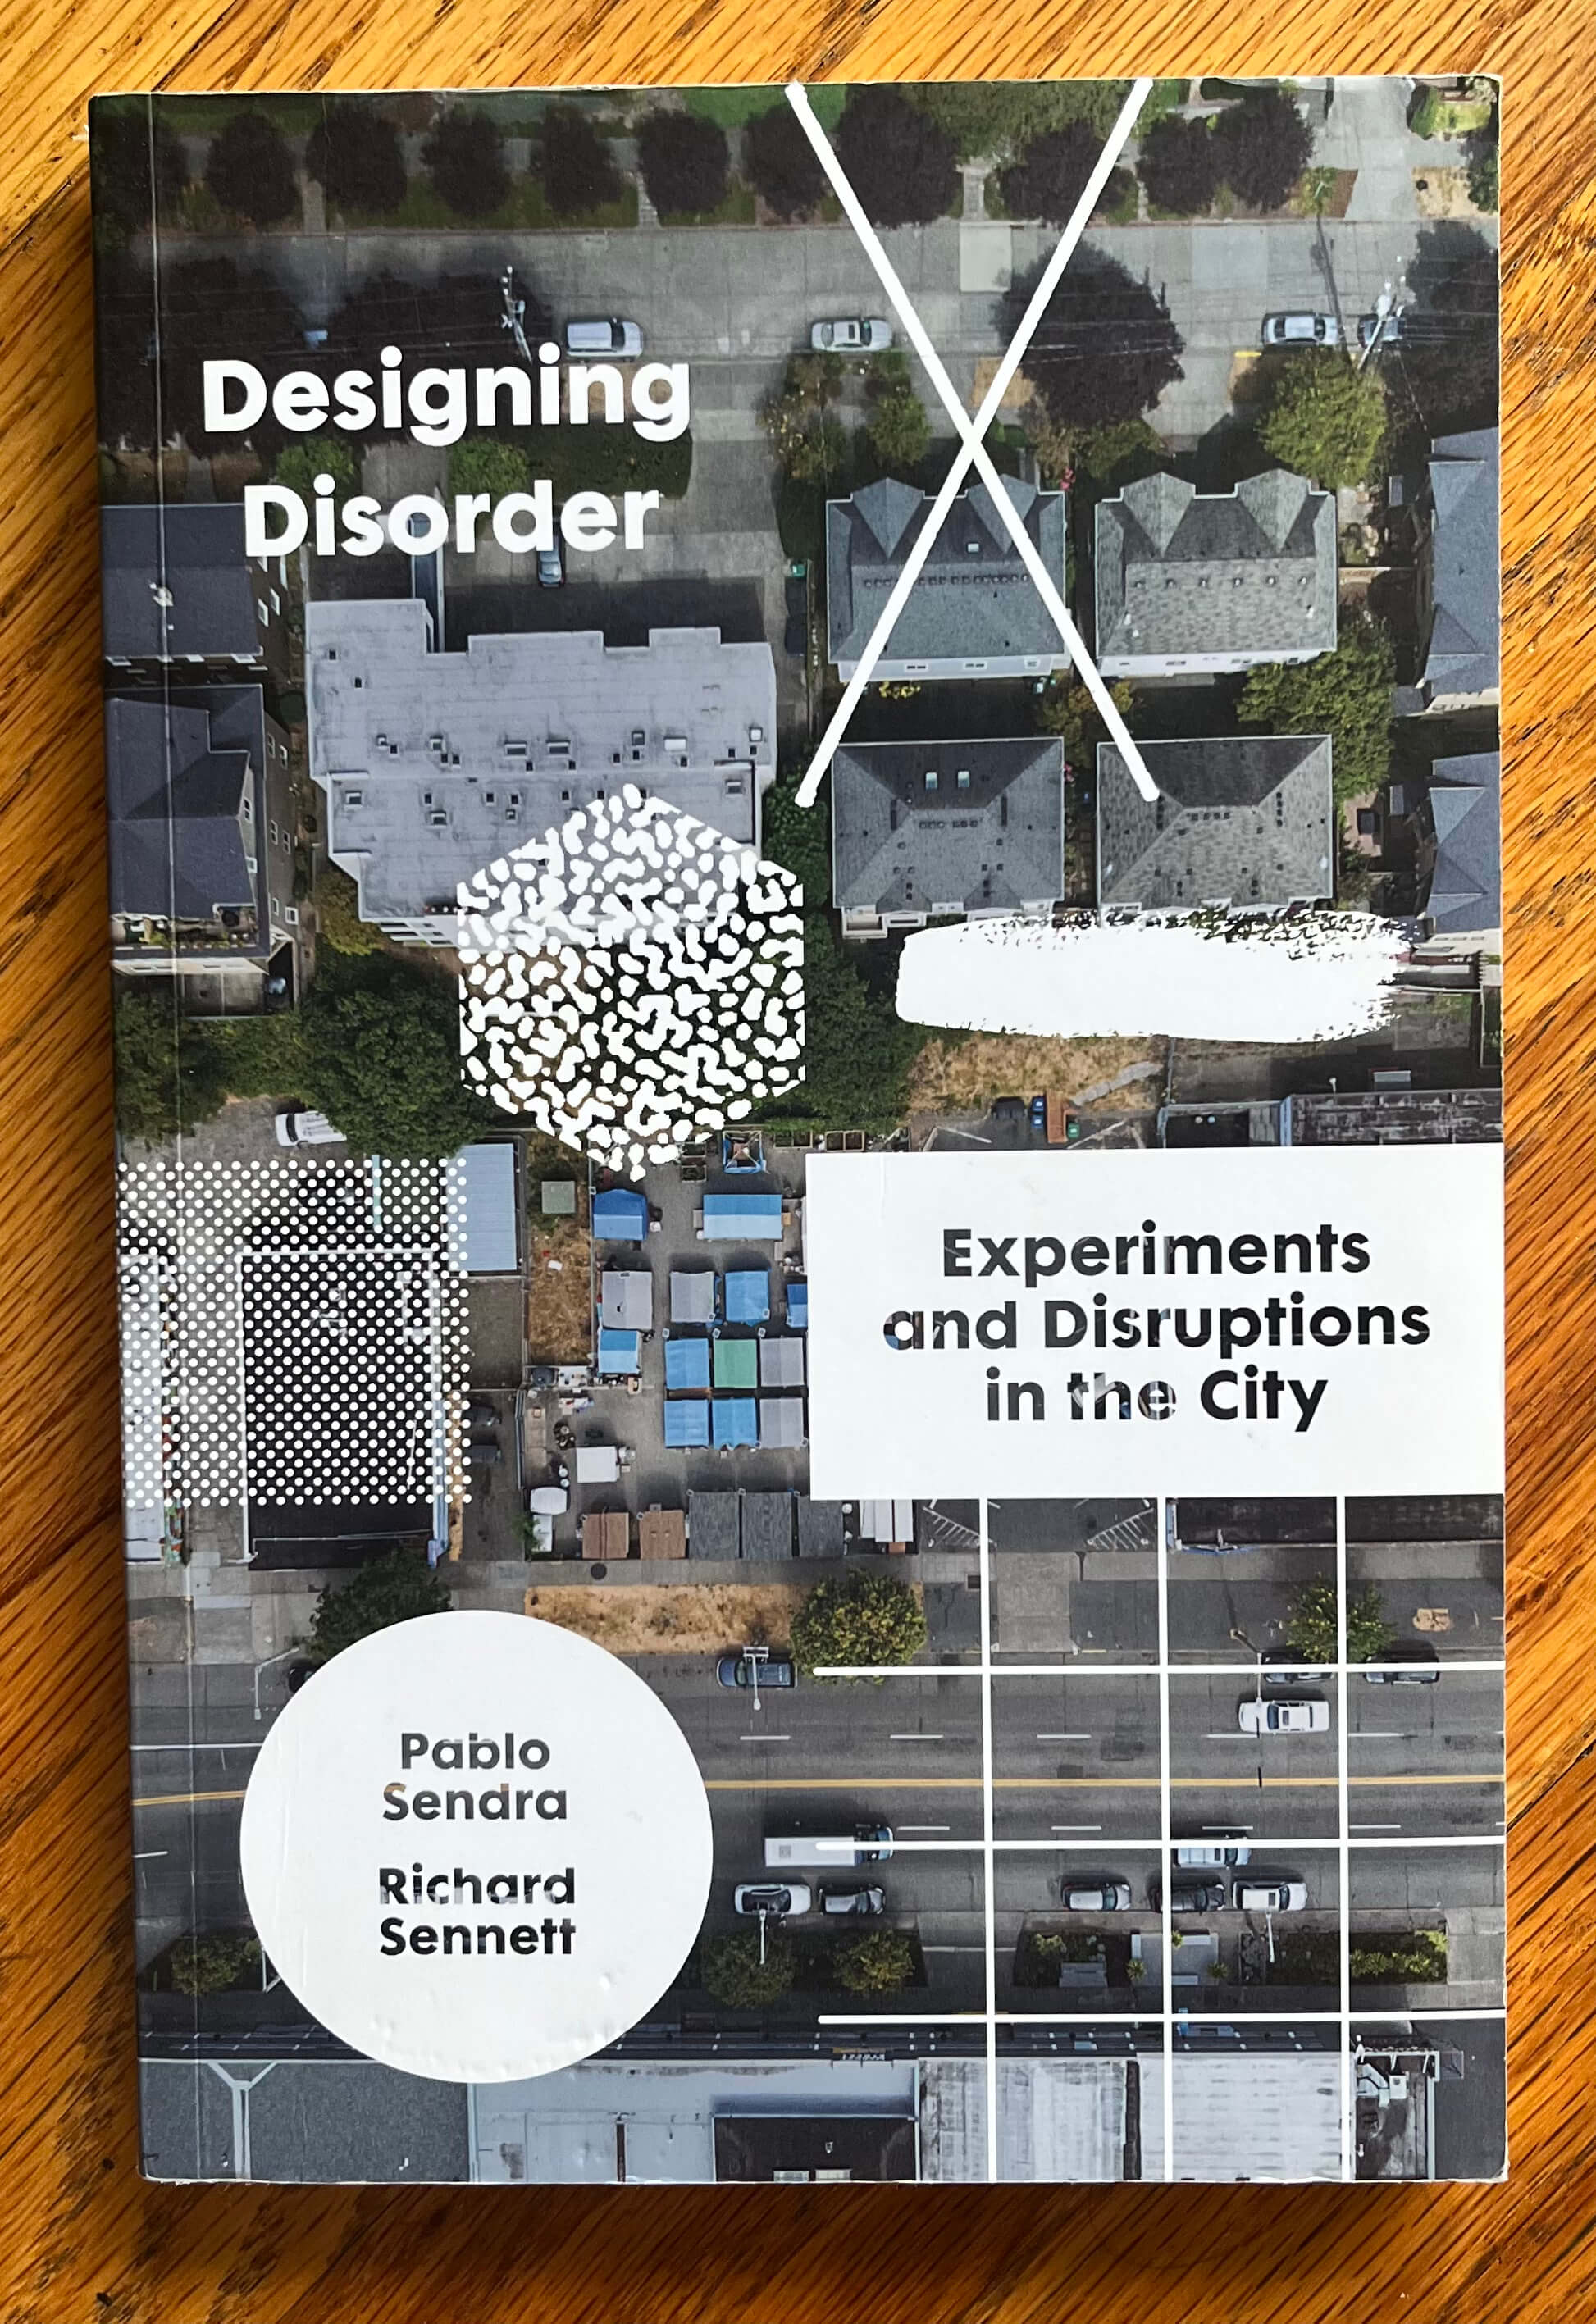 Designing
Disorder
Experiments
and Disruptions
in the City
Pablo
Sendra
Richard
Sennett